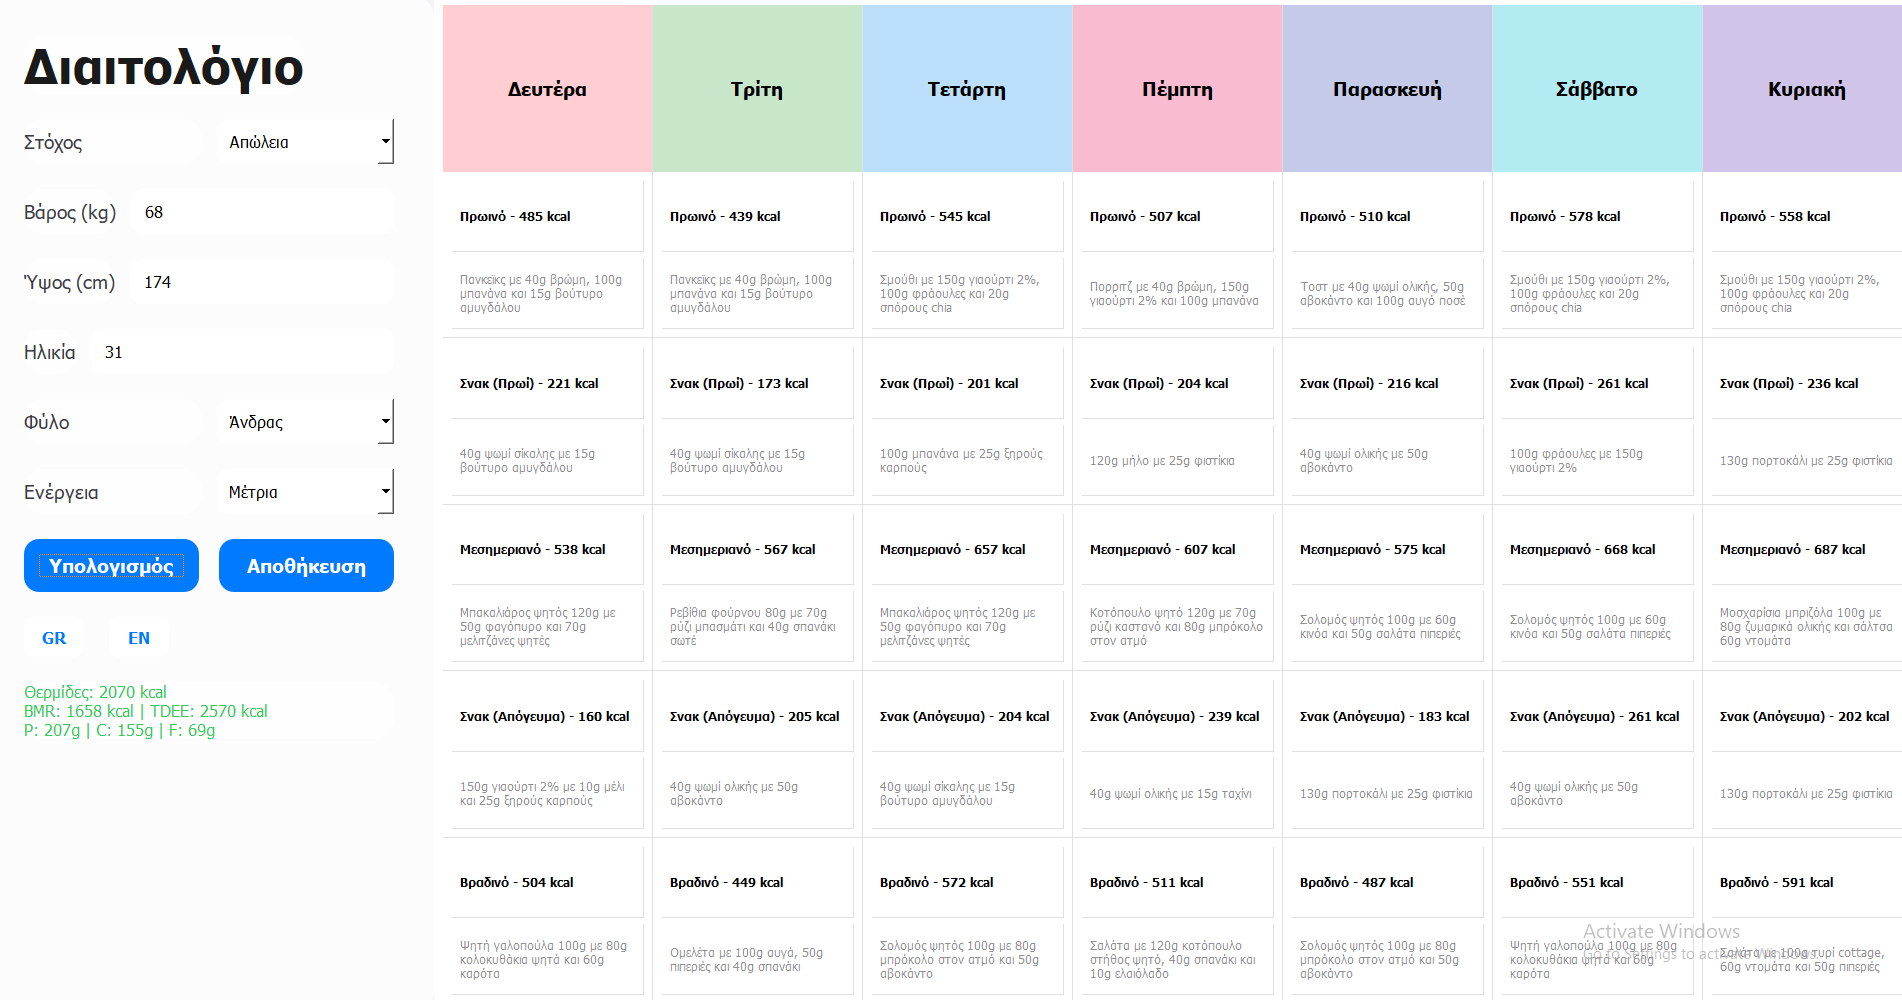 Διαιτολόγιο
Στόχος
Απώλεια
Βάρος (kg)
68
Ύψος (cm)
174
Ηλικία
31
Φύλο
Άνδρας
Ενέργεια
Μέτρια
Υπολογισμός
Αποθήκευση
GR
EN
Θερμίδες: 2070 kcal
BMR: 1658 kcal | TDEE: 2570 kcal
P: 207g | C: 155g | F: 69g
Δευτέρα
Τρίτη
Τετάρτη
Πέμπτη
Παρασκευή
Σάββατο
Κυριακή
Πρωινό - 485 kcal
Πρωινό - 439 kcal
Πρωινό - 545 kcal
Πρωινό - 507 kcal
Πρωινό - 510 kcal
Πρωινό - 578 kcal
Πρωινό - 558 kcal
Πανκέικς με 40g βρώμη, 100g
μπανάνα και 15g βούτυρο
αμυγδάλου
Πανκέικς με 40g βρώμη, 100g
μπανάνα και 15g βούτυρο
αμυγδάλου
Σμούθι με 150g γιαούρτι 2%,
100g φράουλες και 20g
σπόρους chia
Πορριτζ με 40g βρώμη, 150g
γιαούρτι 2% και 100g μπανάνα
Τοστ με 40g ψωμί ολικής, 50g
αβοκάντο και 100g αυγό ποσέ
Σμούθι με 150g γιαούρτι 2%,
100g φράουλες και 20g
σπόρους chia
Σμούθι με 150g γιαούρτι 2%,
100g φράουλες και 20g
σπόρους chia
Σνακ (Πρωί) - 221 kcal
Σνακ (Πρωί) - 173 kcal
Σνακ (Πρωί) - 201 kcal
Σνακ (Πρωί) - 204 kcal
Σνακ (Πρωί) - 216 kcal
Σνακ (Πρωί) - 261 kcal
Σνακ (Πρωί) - 236 kcal
40g ψωμί σίκαλης με 15g
βούτυρο αμυγδάλου
40g ψωμί σίκαλης με 15g
βούτυρο αμυγδάλου
100g μπανάνα με 25g ξηρούς
καρπούς
120g μήλο με 25g φιστίκια
40g ψωμί ολικής με 50g
αβοκάντο
100g φράουλες με 150g
γιαούρτι 2%
130g πορτοκάλι με 25g φιστίκια
Μεσημεριανό - 538 kcal
Μεσημεριανό - 567 kcal
Μεσημεριανό - 657 kcal
Μεσημεριανό - 607 kcal
Μεσημεριανό - 575 kcal
Μεσημεριανό - 668 kcal
Μεσημεριανό - 687 kcal
Μπακαλιάρος ψητός 120g με
50g φαγόπυρο και 70g
μελιτζάνες ψητές
Ρεβίθια φούρνου 80g με 70g
ρύζι μπασμάτι και 40g σπανάκι
σωτέ
Μπακαλιάρος ψητός 120g με
50g φαγόπυρο και 70g
μελιτζάνες ψητές
Κοτόπουλο ψητό 120g με 70g
ρύζι καστανό και 80g μπρόκολο
στον ατμό
Σολομός ψητός 100g με 60g
κινόα και 50g σαλάτα πιπεριές
Σολομός ψητός 100g με 60g
κινόα και 50g σαλάτα πιπεριές
Μοσχαρίσια μπριζόλα 100g με
80g ζυμαρικά ολικής και σάλτσα
60g ντομάτα
Σνακ (Απόγευμα) - 160 kcal
Σνακ (Απόγευμα) - 205 kcal
Σνακ (Απόγευμα) - 204 kcal
Σνακ (Απόγευμα) - 239 kcal
Σνακ (Απόγευμα) - 183 kcal
Σνακ (Απόγευμα) - 261 kcal
Σνακ (Απόγευμα) - 202 kcal
150g γιαούρτι 2% με 10g μέλι
και 25g ξηρούς καρπούς
40g ψωμί ολικής με 50g
αβοκάντο
40g ψωμί σίκαλης με 15g
βούτυρο αμυγδάλου
40g ψωμί ολικής με 15g ταχίνι
130g πορτοκάλι με 25g φιστίκια
40g ψωμί ολικής με 50g
αβοκάντο
130g πορτοκάλι με 25g φιστίκια
Βραδινό - 504 kcal
Βραδινό - 449 kcal
Βραδινό - 572 kcal
Βραδινό - 511 kcal
Βραδινό - 487 kcal
Βραδινό - 551 kcal
Βραδινό - 591 kcal
Ψητή γαλοπούλα 100g με 80g
κολοκυθάκια ψητά και 60g
καρότα
Ομελέτα με 100g αυγά, 50g
πιπεριές και 40g σπανάκι
Σολομός ψητός 100g με 80g
μπρόκολο στον ατμό και 50g
αβοκάντο
Σαλάτα με 120g κοτόπουλο
στήθος ψητό, 40g σπανάκι και
10g ελαιόλαδο
Σολομός ψητός 100g με 80g
μπρόκολο στον ατμό και 50g
αβοκάντο
Ψητή γαλοπούλα 100g με 80g
κολοκυθάκια ψητά και 60g
καρότα
Σαλάτα με 100g τυρί cottage,
60g ντομάτα και 50g πιπεριές
Activate Windows
Go to Settings to activate Windows.